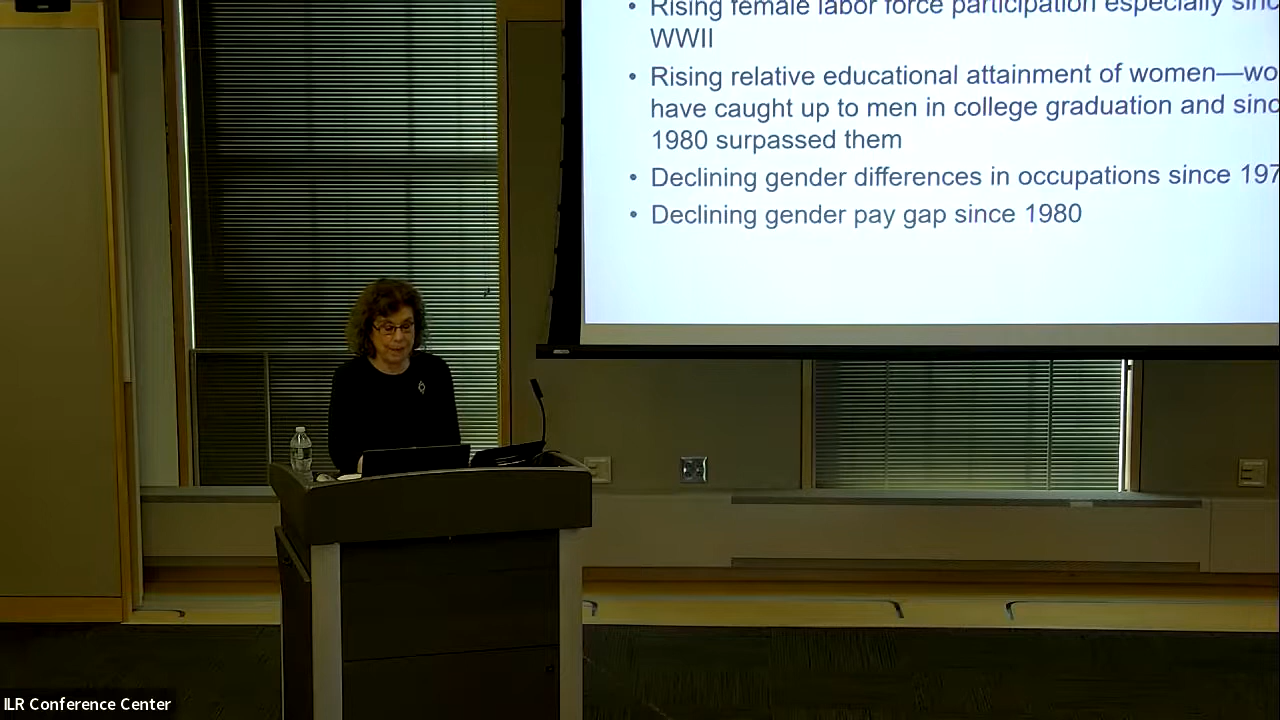 • Rising female labor force participation especially sinc
WWII
• Rising relative educational attainment of women—wo
have caught up to men in college graduation and sinc
1980 surpassed them
• Declining gender differences in occupations since 197
• Declining gender pay gap since 1980
ILR Conference Center